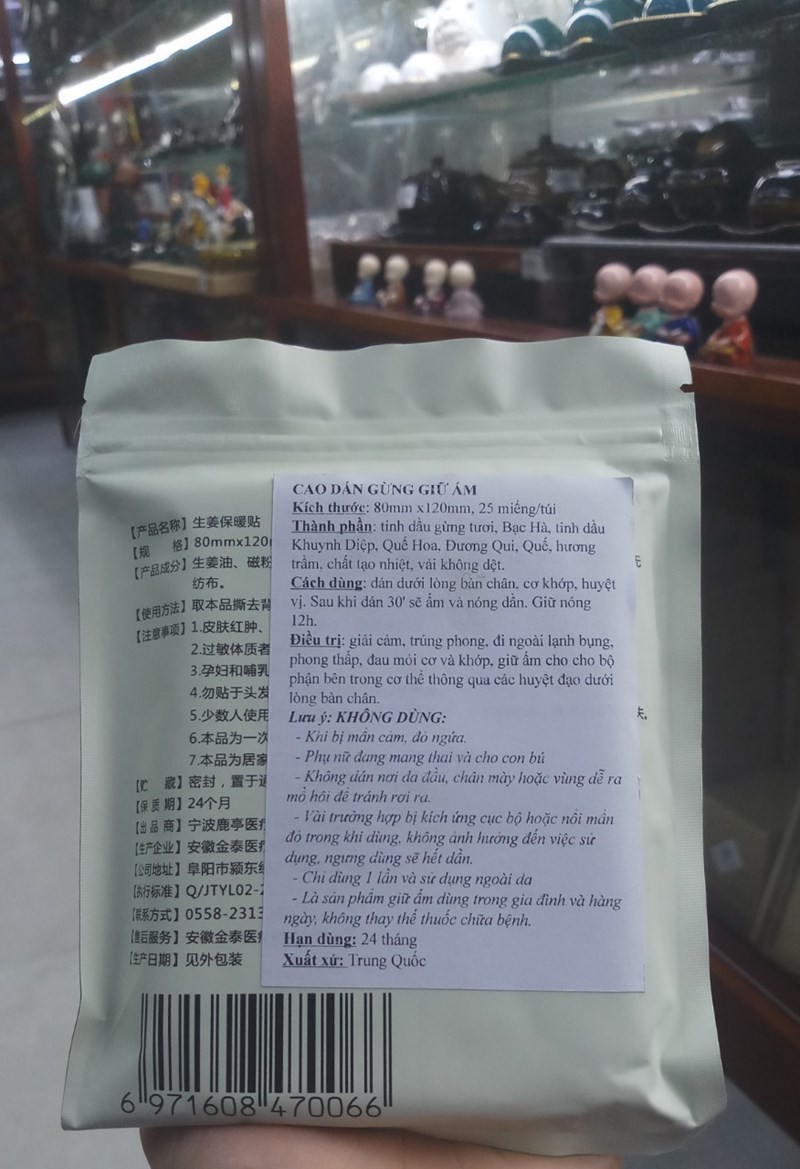 CAO DÁN GỪNG GIỮ ẤM
Kích thước: 80mm x120mm, 25 miếng/túi
Thành phần: tinh dầu gừng tươi, Bạc Hà, tinh dầu
Khuynh Diệp, Quế Hoa, Đương Qui, Quế, hương
trầm, chất tạo nhiệt, vải không dệt.
Cách dùng: dán dưới lòng bàn chân, cơ khớp, huyệt
vị. Sau khi dán 30' sẽ ấm và nóng dần. Giữ nóng
12h.
Điều trị: giải cảm, trúng phong, đi ngoài lạnh bụng,
phong thấp, đau mỏi cơ và khớp, giữ ấm cho cho bộ
phận bên trong cơ thể thông qua các huyệt đạo dưới
lòng bàn chân.
Lưu ý: KHÔNG DÙNG:
- Khi bị mẩn cảm, đỏ ngứa.
- Phụ nữ đang mang thai và cho con bú
- Không dán nơi da đầu, chân mày hoặc vùng dễ ra
mồ hôi để tránh rơi ra.
- Vài trường hợp bị kích ứng cục bộ hoặc nổi mẩn
đỏ trong khi dùng, không ảnh hưởng đến việc sử
dụng, ngưng dùng sẽ hết dần.
- Chỉ dùng 1 lần và sử dụng ngoài da
- Là sản phẩm giữ ấm dùng trong gia đình và hàng
ngày, không thay thế thuốc chữa bệnh.
Hạn dùng: 24 tháng
Xuất xứ: Trung Quốc
【产品名称】生姜保暖贴
【规 格】80mm×120
【产品成分】生姜油、磁粉
纺布。
【使用方法】取本品撕去背
【注意事项】1.皮肤红肿、
2.过敏体质者
3.孕妇和哺乳
4.勿贴于头发
5.少数人使用
6.本品为一次
7.本品为居家
【贮 藏】密封，置于
【保 质 期】24个月
【出 品 商】宁波鹿亭医疗
【生产企业】安徽金泰医疗
【公司地址】阜阳市颍东
【执行标准】Q/JTYL02-2
【联系方式】0558-2313
【售后服务】安徽金泰医疗
【生产日期】见外包装
6 971608 470066